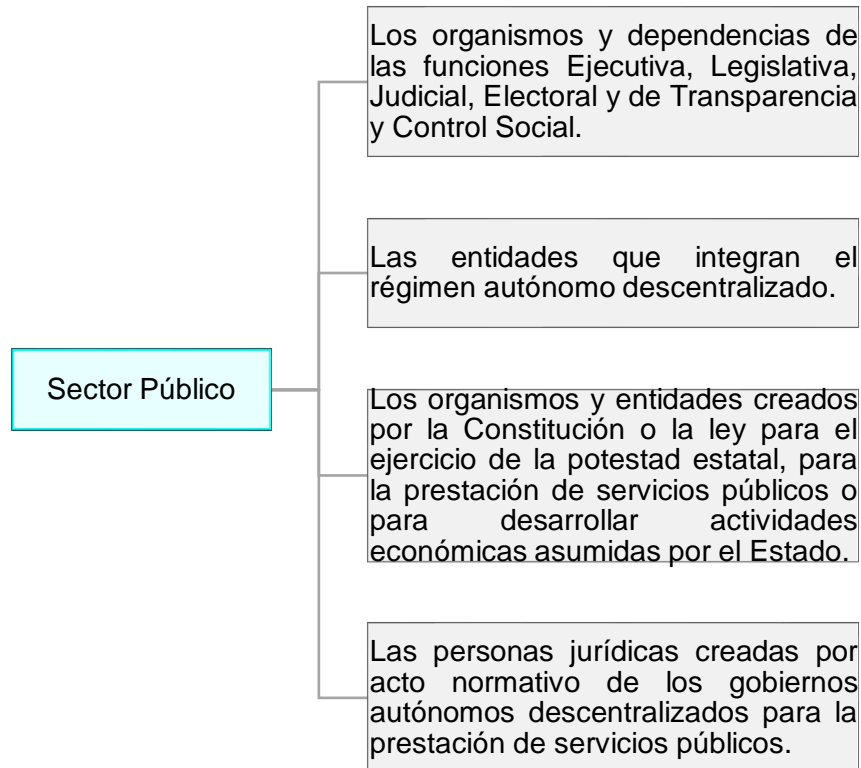 Los organismos y dependencias de
las funciones Ejecutiva, Legislativa,
Judicial, Electoral y de Transparencia
y Control Social.
Las entidades que integran el
régimen autónomo descentralizado.
Sector Público
Los organismos y entidades creados
por la Constitución o la ley para el
ejercicio de la potestad estatal, para
la prestación de servicios públicos o
para desarrollar actividades
económicas asumidas por el Estado.
Las personas jurídicas creadas por
acto normativo de los gobiernos
autónomos descentralizados para la
prestación de servicios públicos.